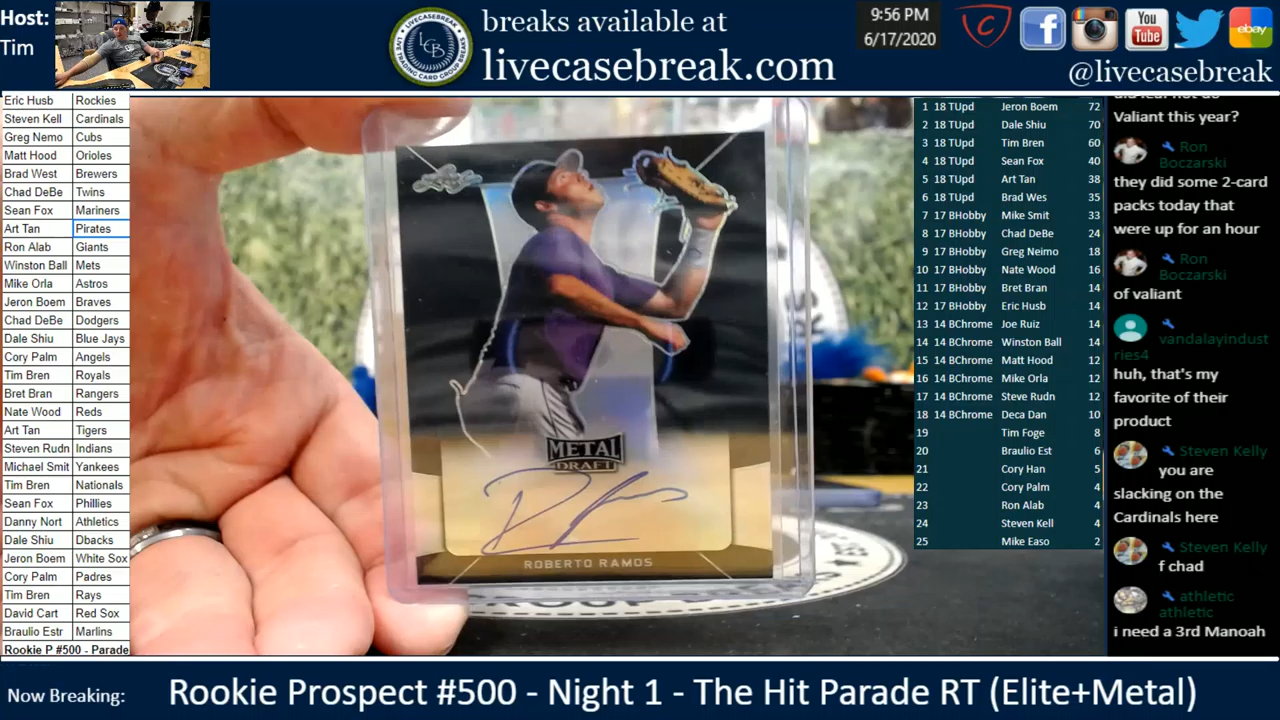 Host:
Tim
LCB
LIVE CASE BREAK
breaks available at
livecasebreak.com
9:56 PM
6/17/2020
You
Tube
ebay
@livecasebreak
Eric Husb Rockies
Steven Kell Cardinals
Greg Nemo Cubs
Matt Hood Orioles
Brad West Brewers
Chad DeBe Twins
Sean Fox Mariners
Art Tan Pirates
Ron Alab Giants
Winston Ball Mets
Mike Orla Astros
Jeron Boem Braves
Chad DeBe Dodgers
Dale Shiu Blue Jays
Cory Palm Angels
Tim Bren Royals
Bret Bran Rangers
Nate Wood Reds
Art Tan Tigers
Steven Rudn Indians
Michael Smit Yankees
Tim Bren Nationals
Sean Fox Phillies
Danny Nort Athletics
Dale Shiu Dbacks
Jeron Boem White Sox
Cory Palm Padres
Tim Bren Rays
David Cart Red Sox
Braulio Estr Marlins
Rookie P #500 - Parade
METAL
DRAFT
ROBERTO RAMOS
1 18 TUpd Jeron Boem 72
2 18 TUpd Dale Shiu 70
3 18 TUpd Tim Bren 60
4 18 TUpd Sean Fox 40
5 18 TUpd Art Tan 38
6 18 TUpd Brad Wes 35
7 17 BHobby Mike Smit 33
8 17 BHobby Chad DeBe 24
9 17 BHobby Greg Neimo 18
10 17 BHobby Nate Wood 16
11 17 BHobby Bret Bran 14
12 17 BHobby Eric Husb 14
13 14 BChrome Joe Ruiz 14
14 14 BChrome Winston Ball 14
15 14 BChrome Matt Hood 12
16 14 BChrome Mike Orla 12
17 14 BChrome Steve Rudn 12
18 14 BChrome Deca Dan 10
19 Tim Foge 8
20 Braulio Est 6
21 Cory Han 5
22 Cory Palm 4
23 Ron Alab 4
24 Steven Kell 4
25 Mike Easo 2
Valiant this year?
Ron
Boczarski
they did some 2-card
packs today that
were up for an hour
Ron
Boczarski
of valiant
vandalayindust
ries4
huh, that's my
favorite of their
product
Steven Kelly
you are
slacking on the
Cardinals here
Steven Kelly
f chad
athletic
athletic
i need a 3rd Manoah
Now Breaking:
Rookie Prospect #500 - Night 1 - The Hit Parade RT (Elite+Metal)